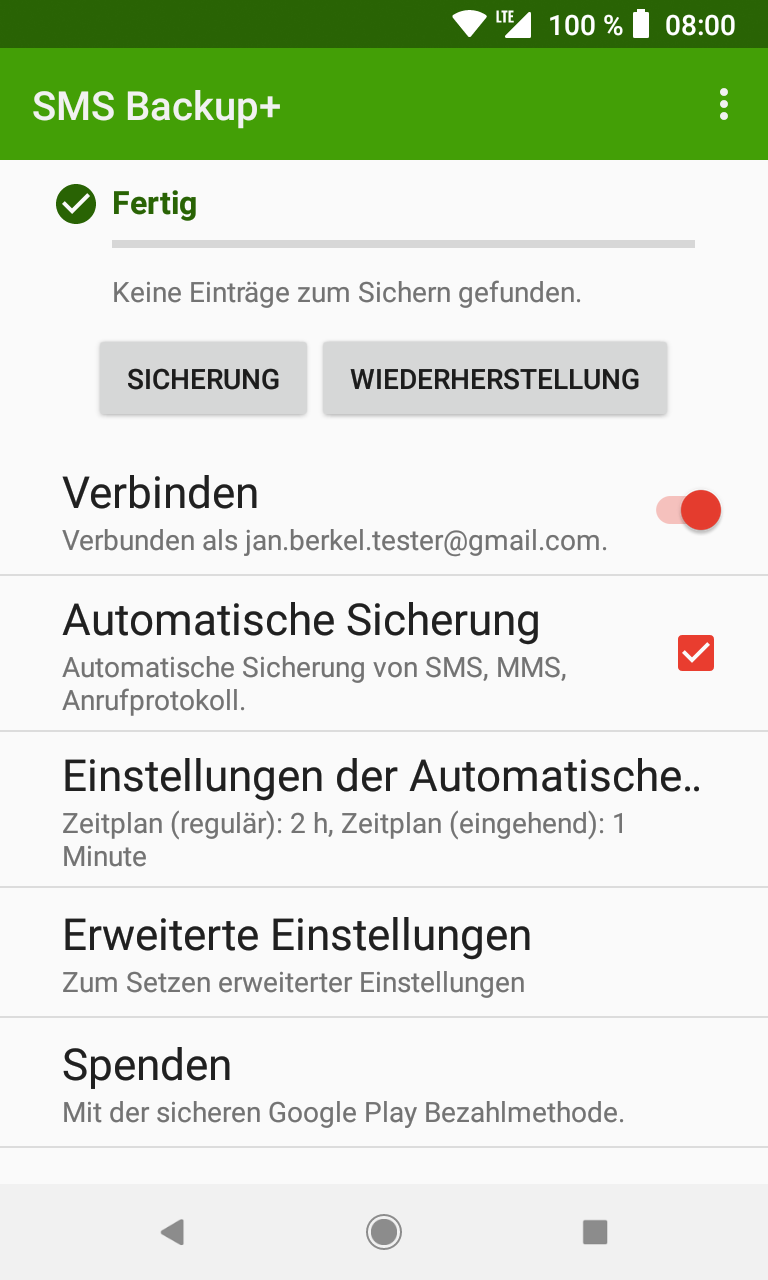 LTE 100 % 08:00
SMS Backup+
Fertig
Keine Einträge zum Sichern gefunden.
SICHERUNG WIEDERHERSTELLUNG
Verbinden
Verbunden als jan.berkel.tester@gmail.com.
Automatische Sicherung
Automatische Sicherung von SMS, MMS,
Anrufprotokoll.
Einstellungen der Automatische..
Zeitplan (regulär): 2 h, Zeitplan (eingehend): 1
Minute
Erweiterte Einstellungen
Zum Setzen erweiterter Einstellungen
Spenden
Mit der sicheren Google Play Bezahlmethode.